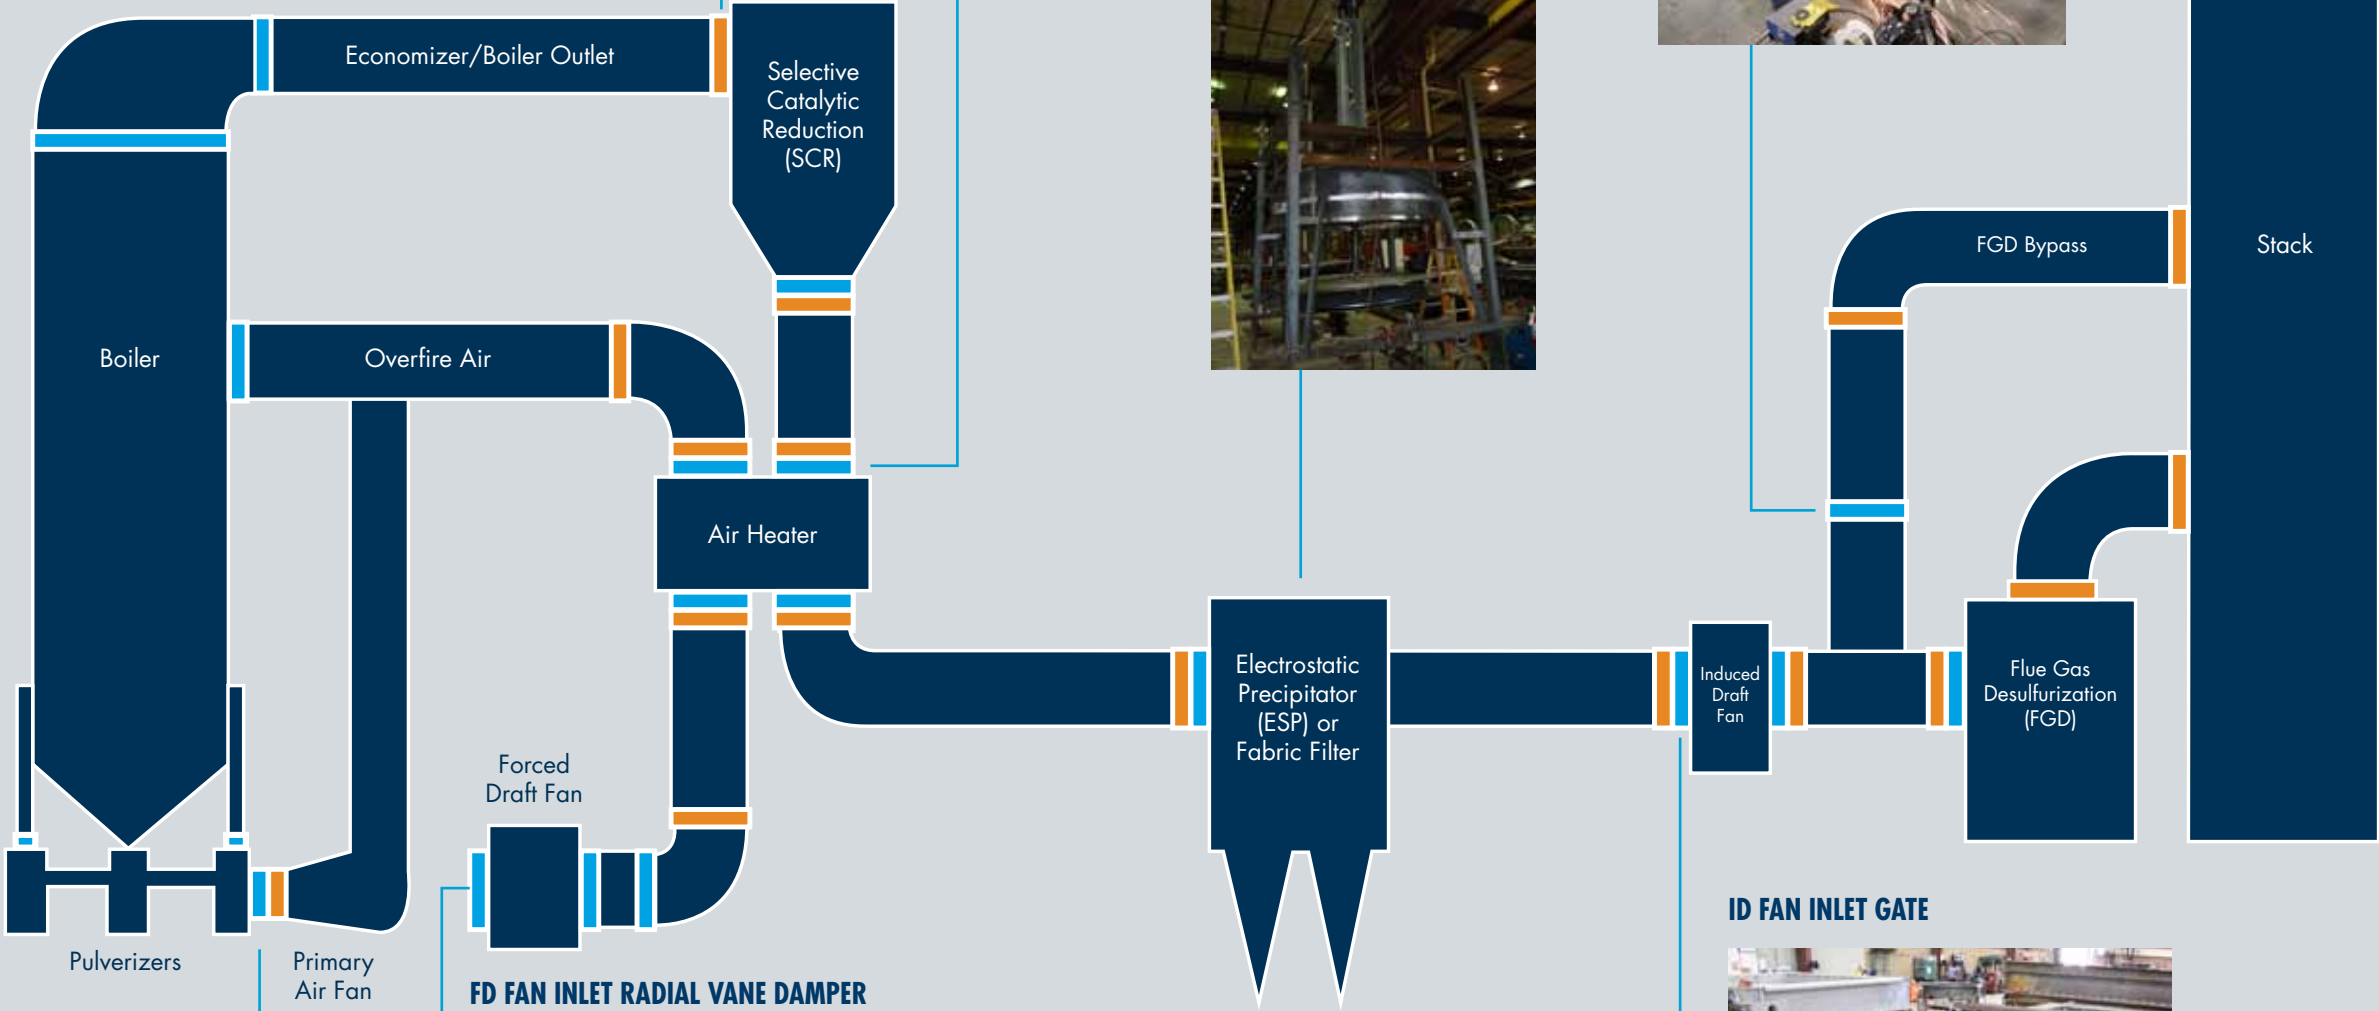 Economizer/Boiler Outlet
Selective
Catalytic
Reduction
(SCR)
FGD Bypass
Stack
Boiler
Overfire Air
Air Heater
Electrostatic
Precipitator
(ESP) or
Fabric Filter
Induced
Draft
Fan
Flue Gas
Desulfurization
(FGD)
Forced
Draft Fan
ID FAN INLET GATE
Pulverizers
Primary
Air Fan
FD FAN INLET RADIAL VANE DAMPER